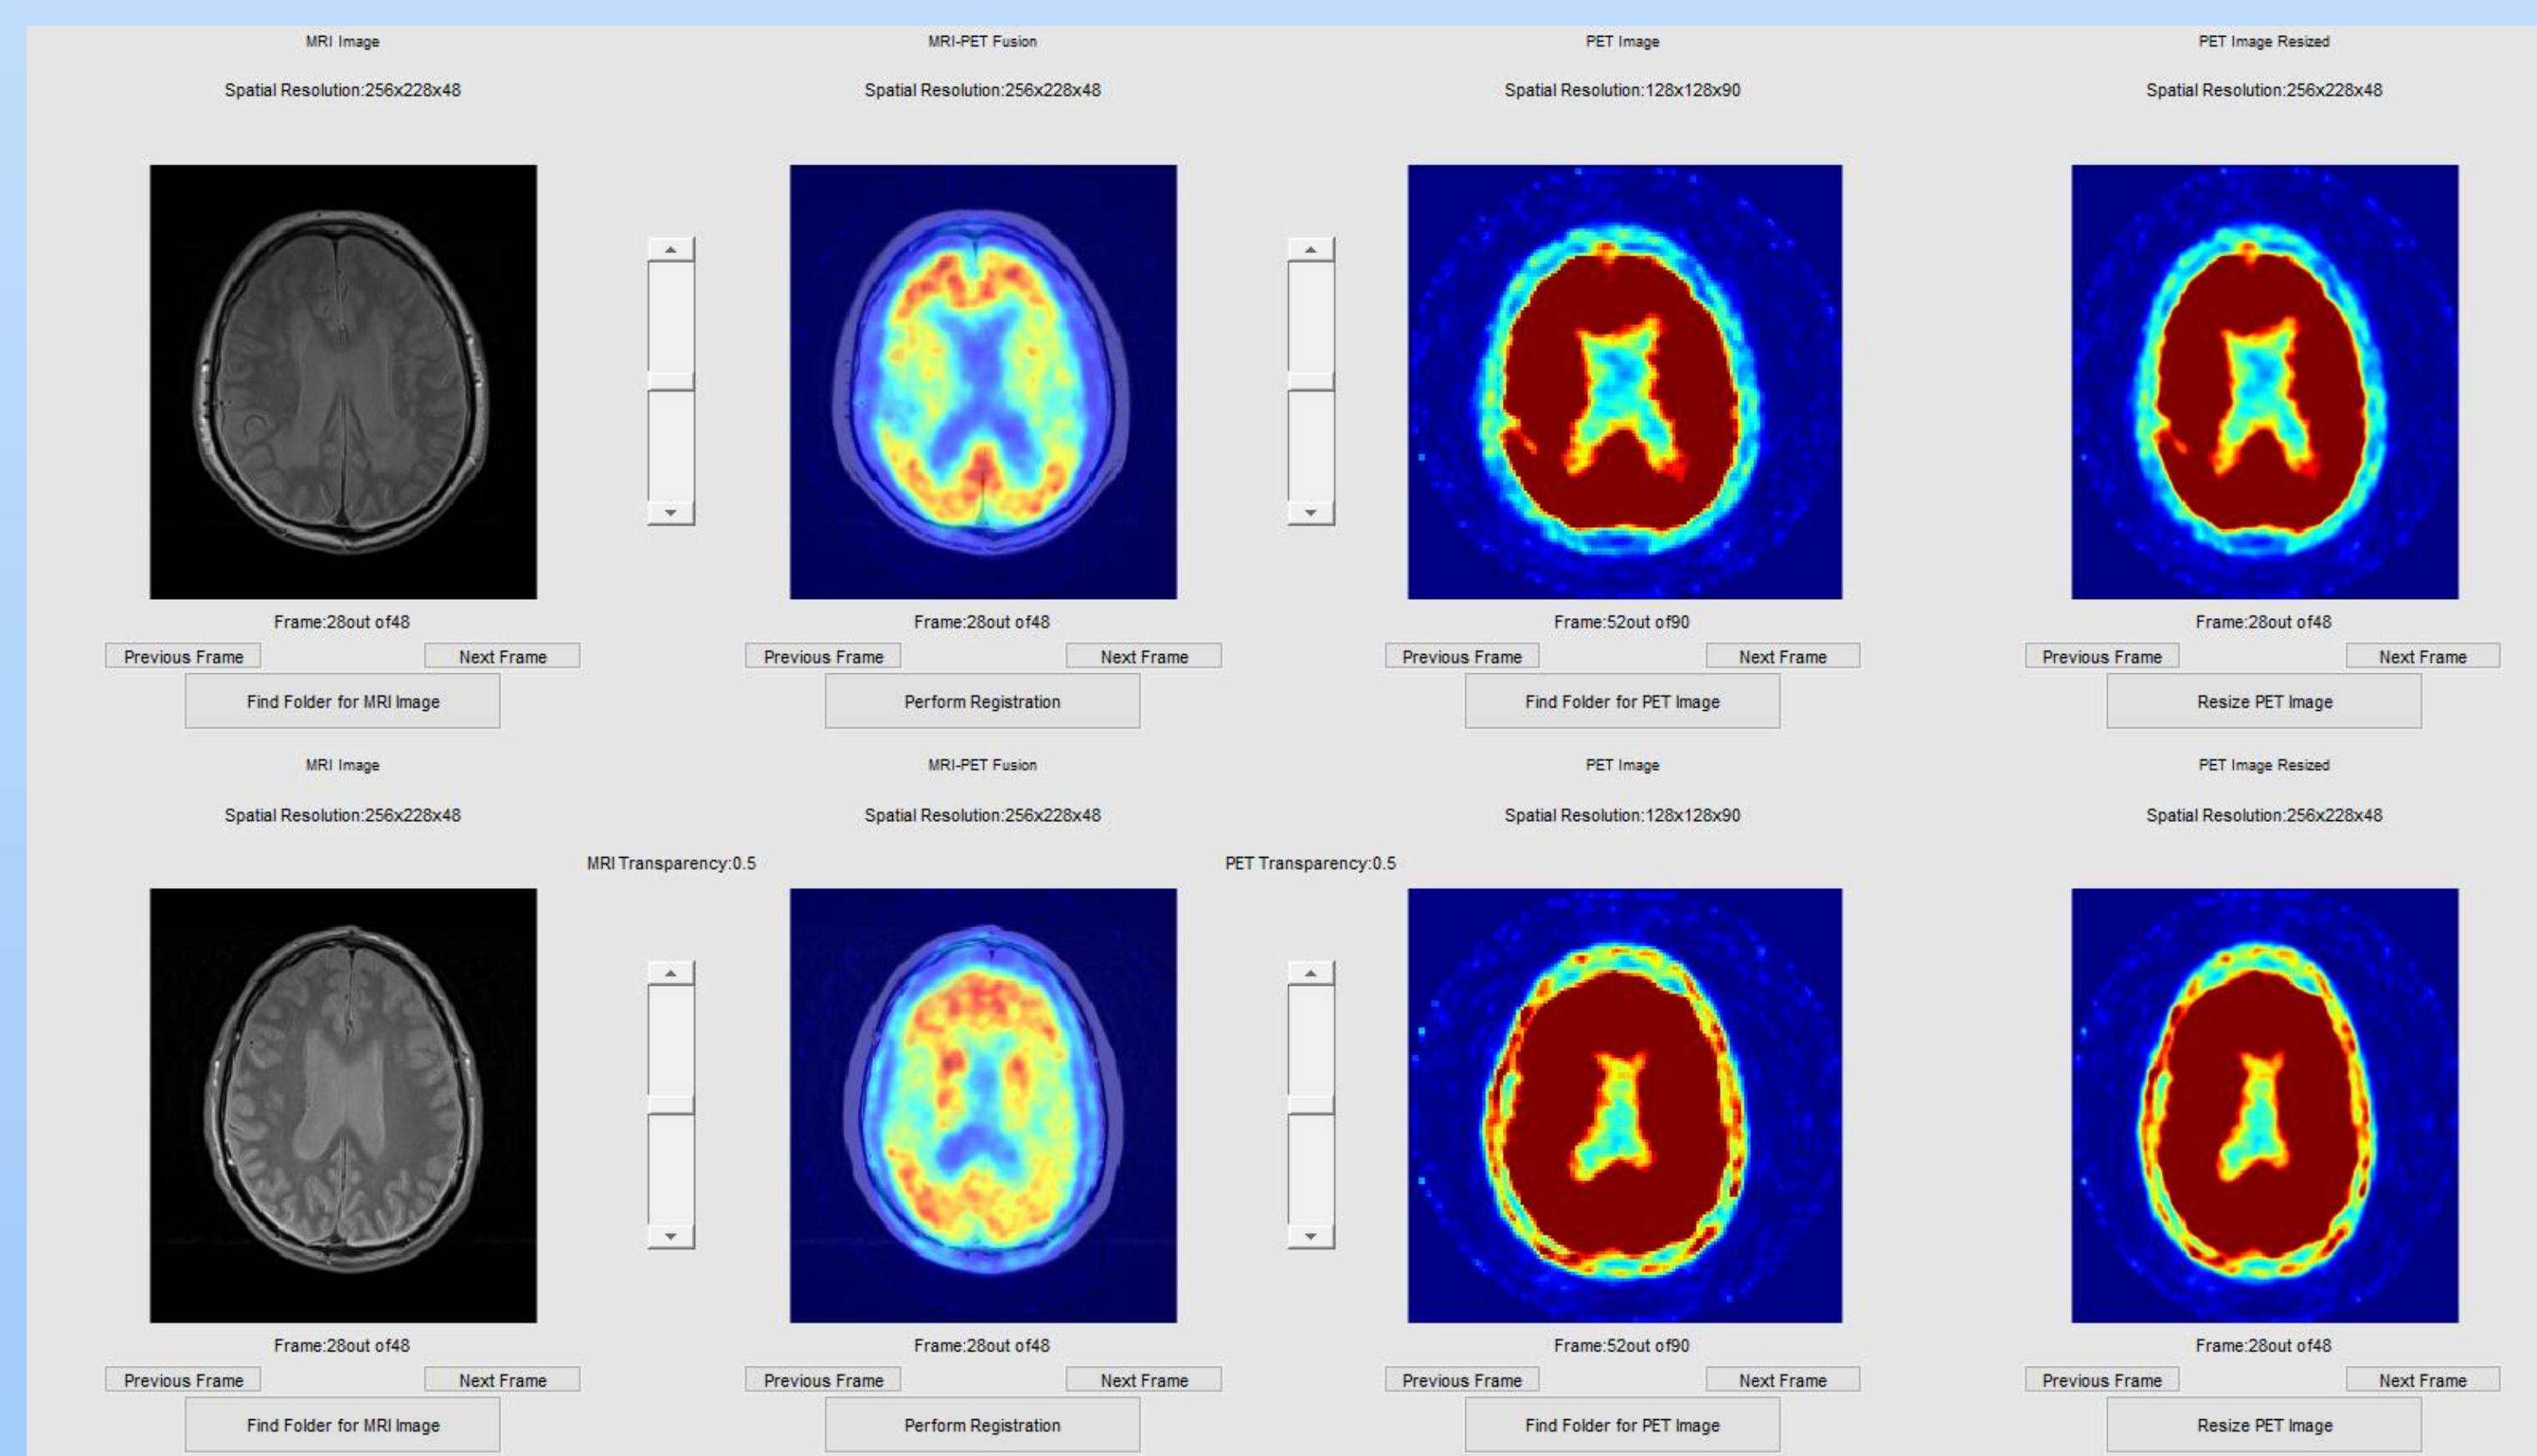 MRI Image
MRI-PET Fusion
PET Image
PET Image Resized
Spatial Resolution:256x228x48
Spatial Resolution:256x228x48
Spatial Resolution:128x128x90
Spatial Resolution:256x228x48
Frame:28out of48
Frame:28out of48
Frame:52out of90
Frame:28out of48
Previous Frame
Next Frame
Previous Frame
Next Frame
Previous Frame
Next Frame
Previous Frame
Next Frame
Find Folder for MRI Image
Perform Registration
Find Folder for PET Image
Resize PET Image
MRI Image
MRI-PET Fusion
PET Image
PET Image Resized
Spatial Resolution:256x228x48
Spatial Resolution:256x228x48
Spatial Resolution:128x128x90
Spatial Resolution:256x228x48
MRI Transparency:0.5
PET Transparency:0.5
Frame:28out of48
Frame:28out of48
Frame:52out of90
Frame:28out of48
Previous Frame
Next Frame
Previous Frame
Next Frame
Previous Frame
Next Frame
Previous Frame
Next Frame
Find Folder for MRI Image
Perform Registration
Find Folder for PET Image
Resize PET Image